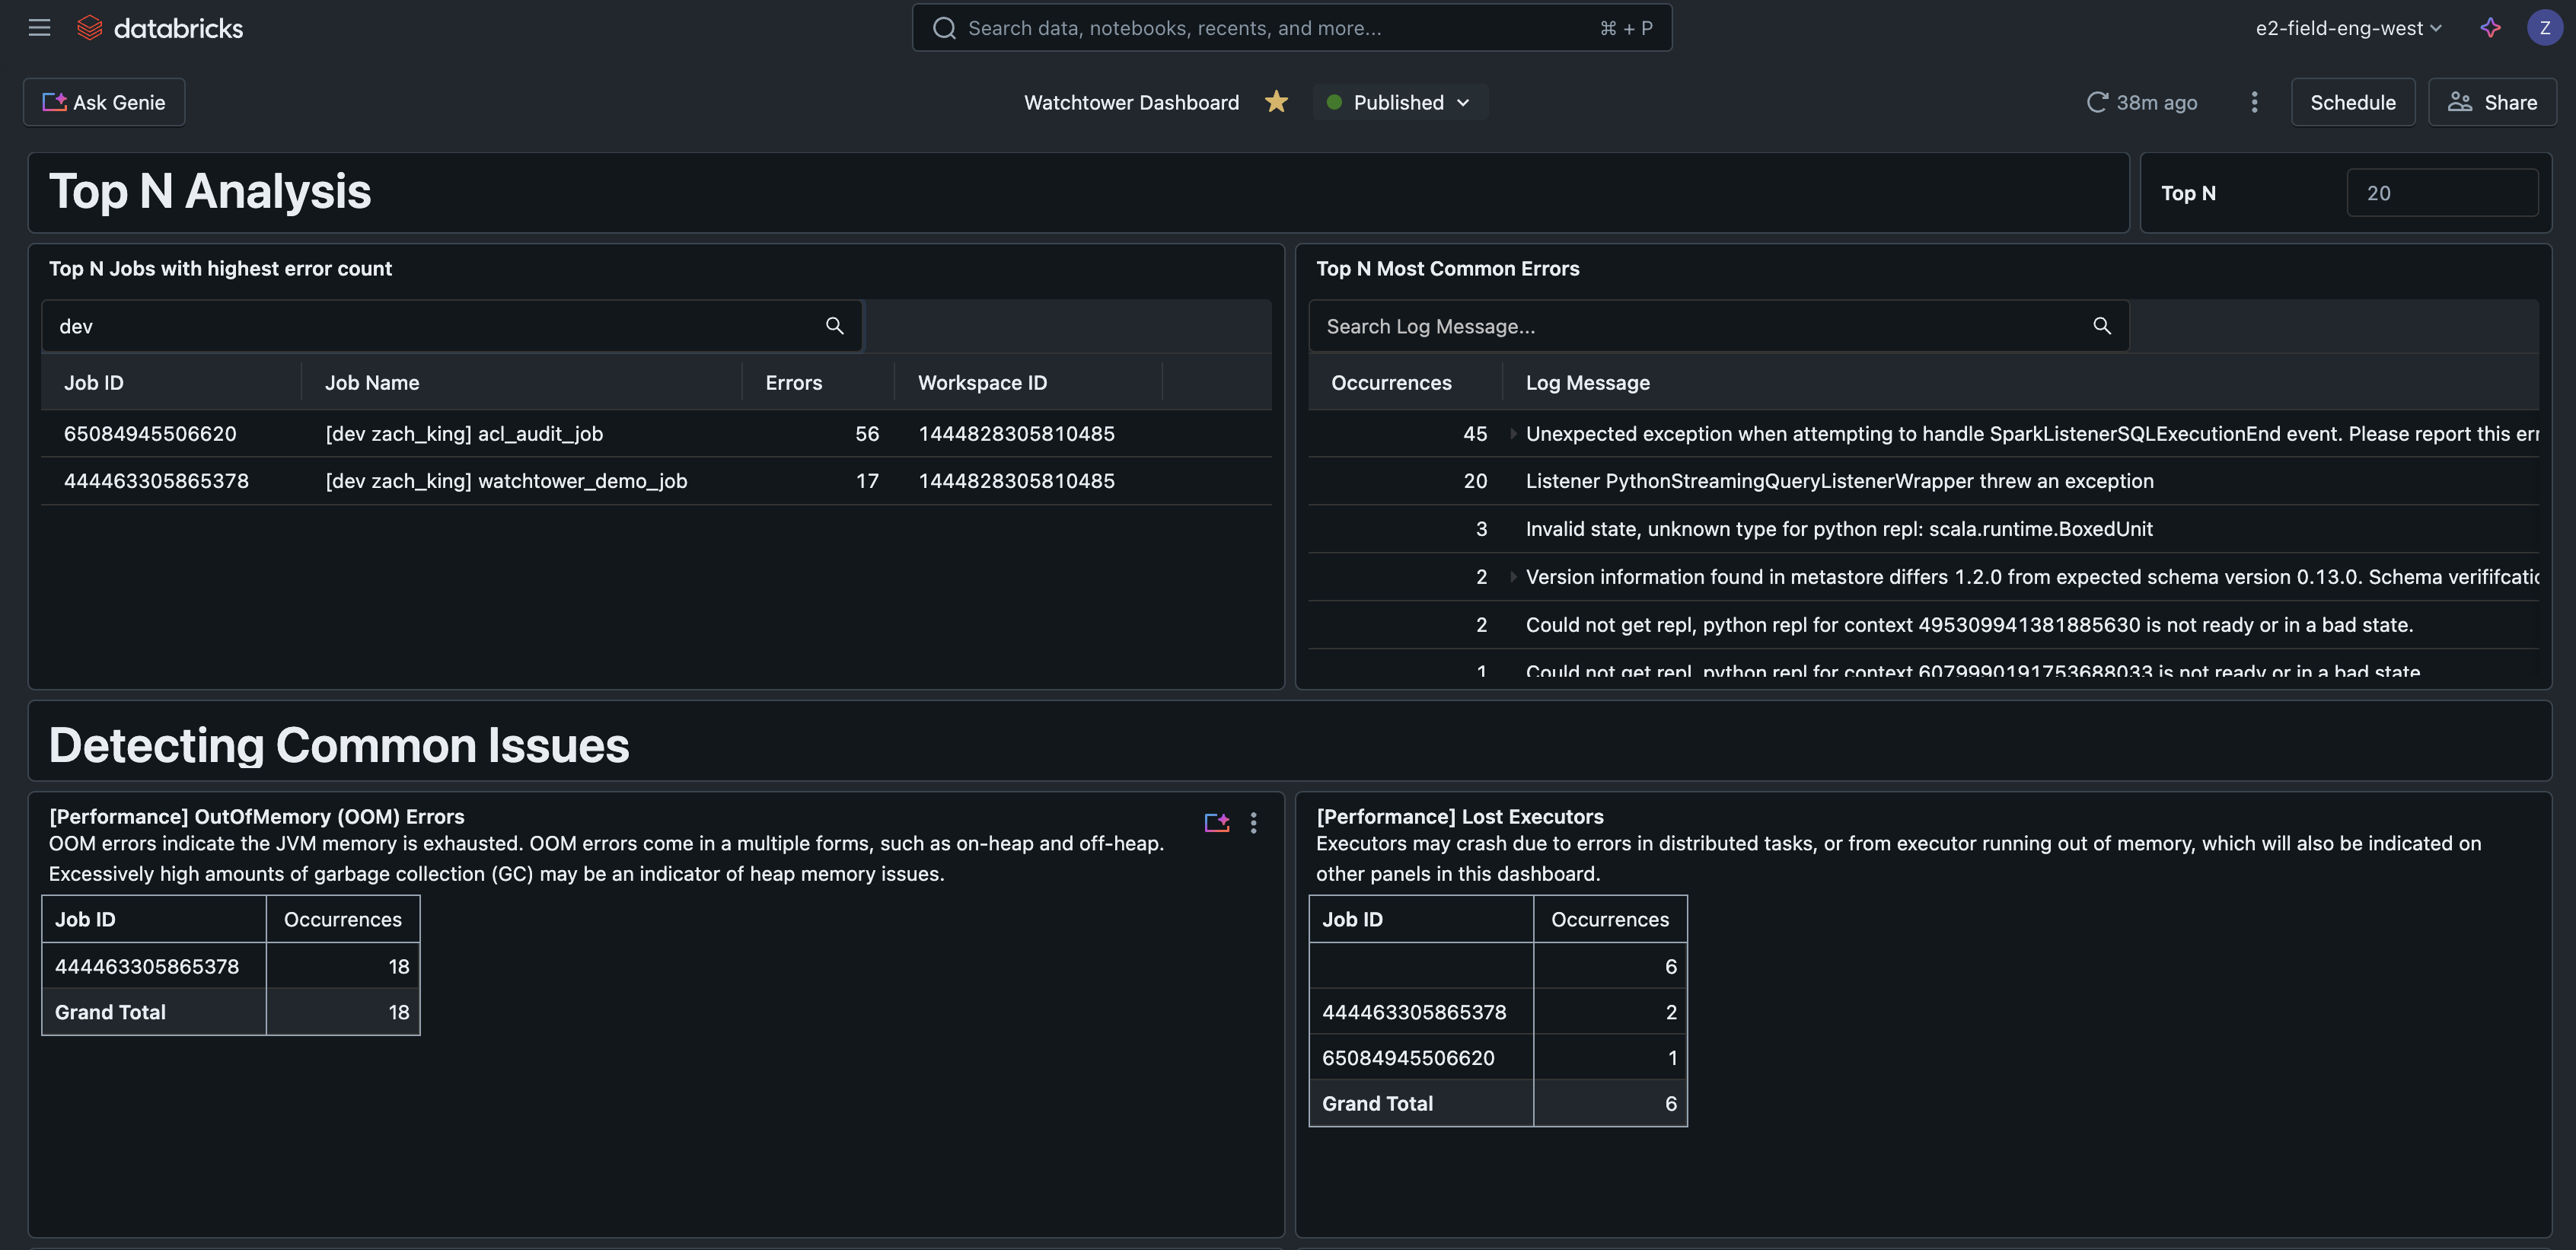 databricks
Search data, notebooks, recents, and more... ⌘ + P
e2-field-eng-west
Z
Ask Genie
Watchtower Dashboard
Published
38m ago
Schedule
Share
Top N Analysis
Top N 20
Top N Jobs with highest error count
dev
Job ID Job Name Errors Workspace ID
65084945506620 [dev zach_king] acl_audit_job 56 1444828305810485
444463305865378 [dev zach_king] watchtower_demo_job 17 1444828305810485
Top N Most Common Errors
Search Log Message...
Occurrences Log Message
45 Unexpected exception when attempting to handle SparkListenerSQLExecutionEnd event. Please report this err
20 Listener PythonStreamingQueryListenerWrapper threw an exception
3 Invalid state, unknown type for python repl: scala.runtime.BoxedUnit
2 Version information found in metastore differs 1.2.0 from expected schema version 0.13.0. Schema verififcatic
2 Could not get repl, python repl for context 495309941381885630 is not ready or in a bad state.
1 Could not get repl, python repl for context 6079990191753688033 is not ready or in a bad state
Detecting Common Issues
[Performance] OutOfMemory (OOM) Errors
OOM errors indicate the JVM memory is exhausted. OOM errors come in a multiple forms, such as on-heap and off-heap.
Excessively high amounts of garbage collection (GC) may be an indicator of heap memory issues.
Job ID Occurrences
444463305865378 18
Grand Total 18
[Performance] Lost Executors
Executors may crash due to errors in distributed tasks, or from executor running out of memory, which will also be indicated on
other panels in this dashboard.
Job ID Occurrences
6
444463305865378 2
65084945506620 1
Grand Total 6